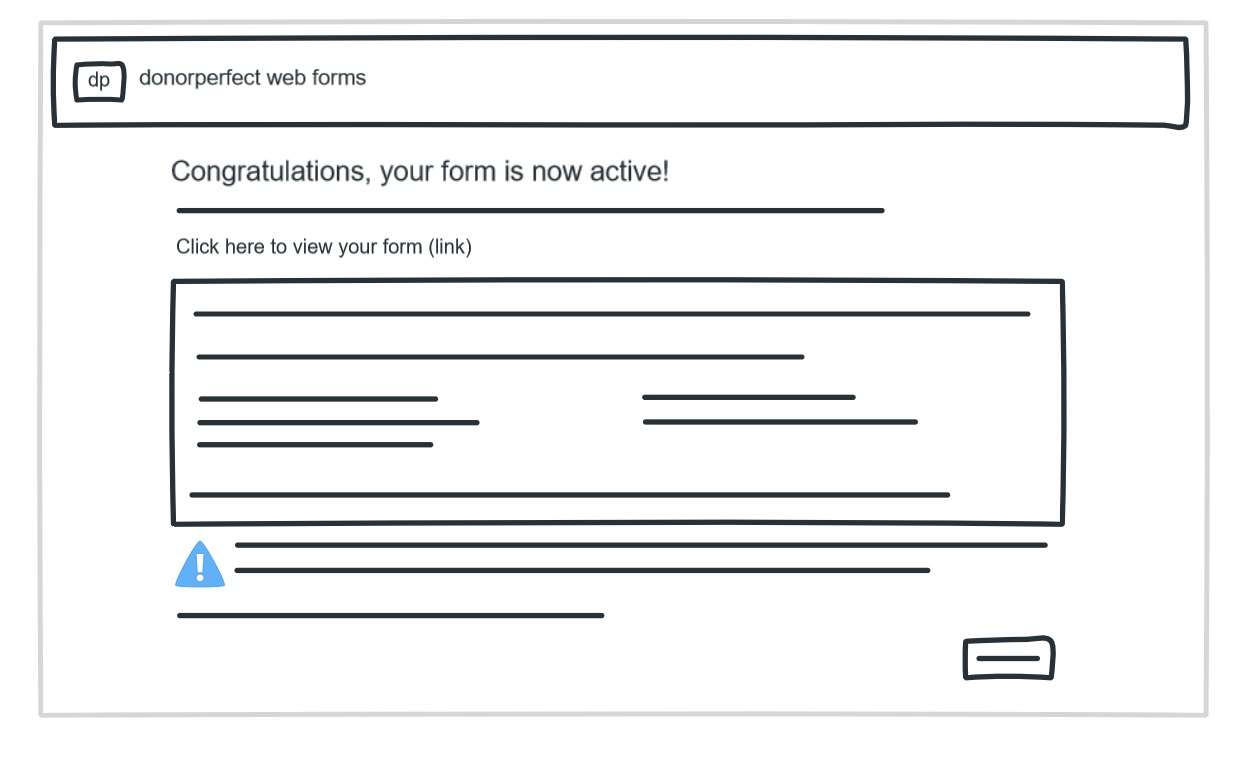 dp
donorperfect web forms
Congratulations, your form is now active!
Click here to view your form (link)